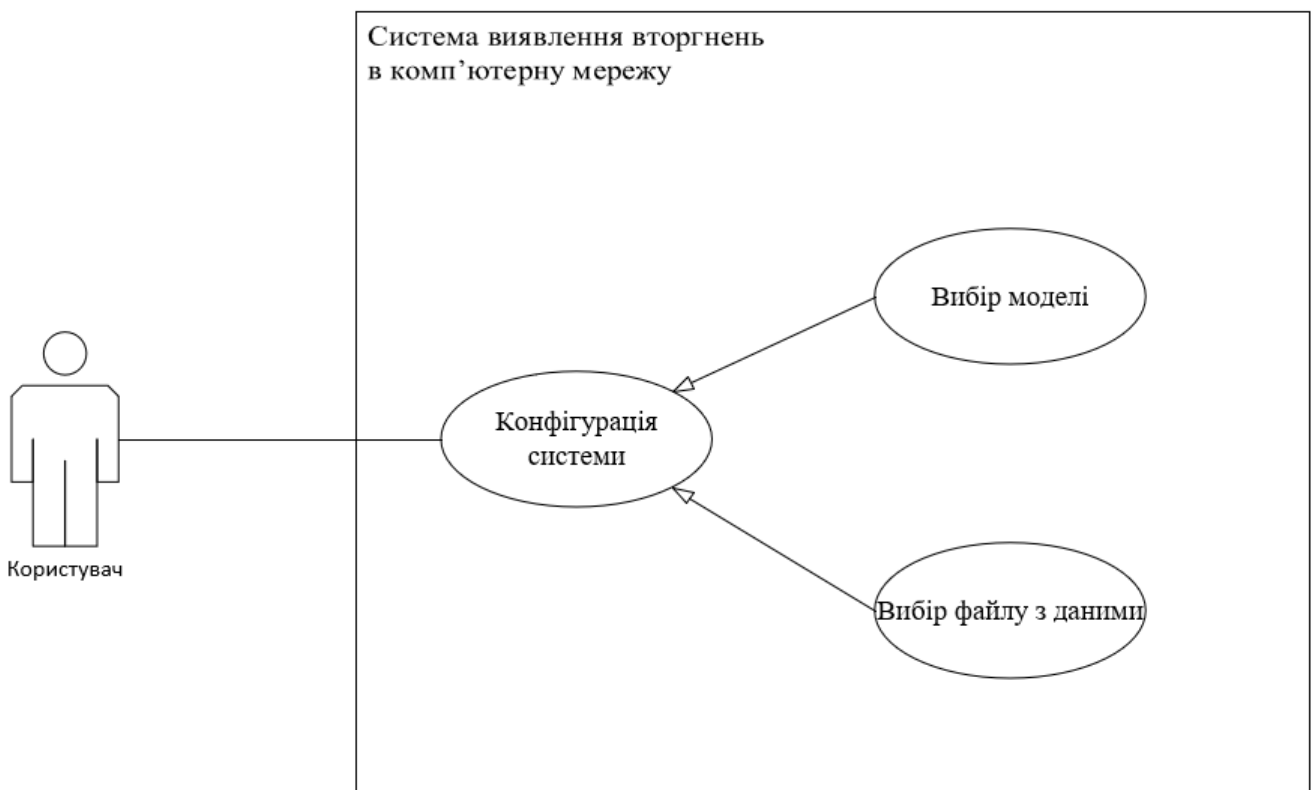 Система виявлення вторгнень
в комп’ютерну мережу
Вибір моделі
Конфігурація
системи
Користувач
Вибір файлу з даними